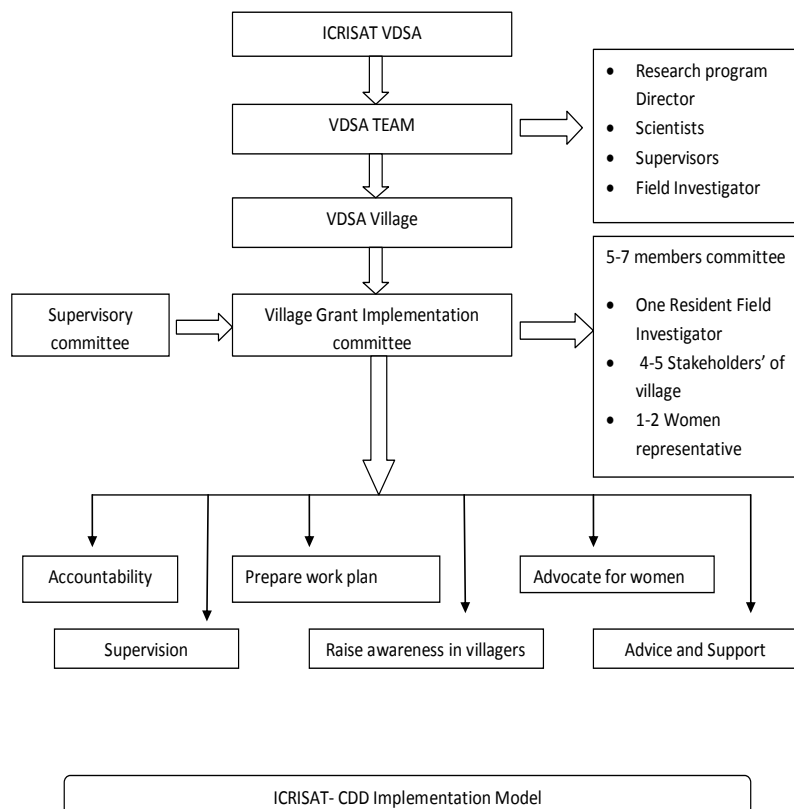 ICRISAT VDSA
VDSA TEAM
• Research program
Director
• Scientists
• Supervisors
• Field Investigator
VDSA Village
Supervisory
committee
Village Grant Implementation
committee
5-7 members committee
• One Resident Field
Investigator
• 4-5 Stakeholders’ of
village
• 1-2 Women
representative
Accountability
Prepare work plan
Advocate for women
Supervision
Raise awareness in villagers
Advice and Support
ICRISAT- CDD Implementation Model